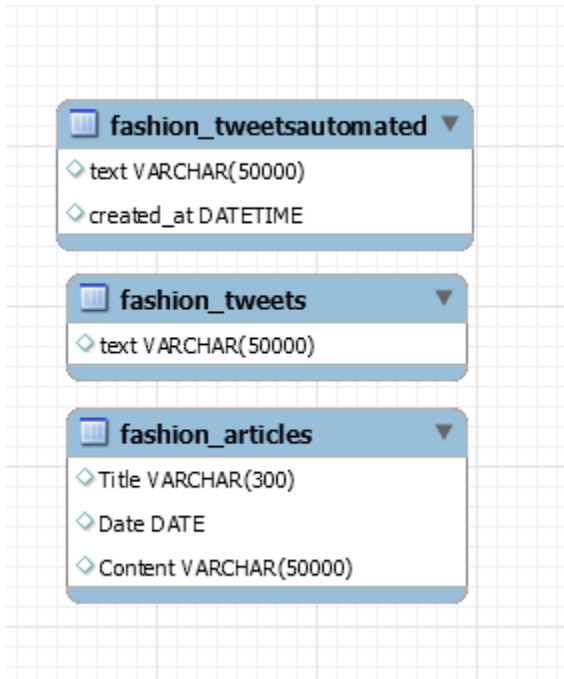 fashion_tweetsautomated
text VARCHAR(50000)
created_at DATETIME
fashion_tweets
text VARCHAR(50000)
fashion_articles
Title VARCHAR(300)
Date DATE
Content VARCHAR(50000)